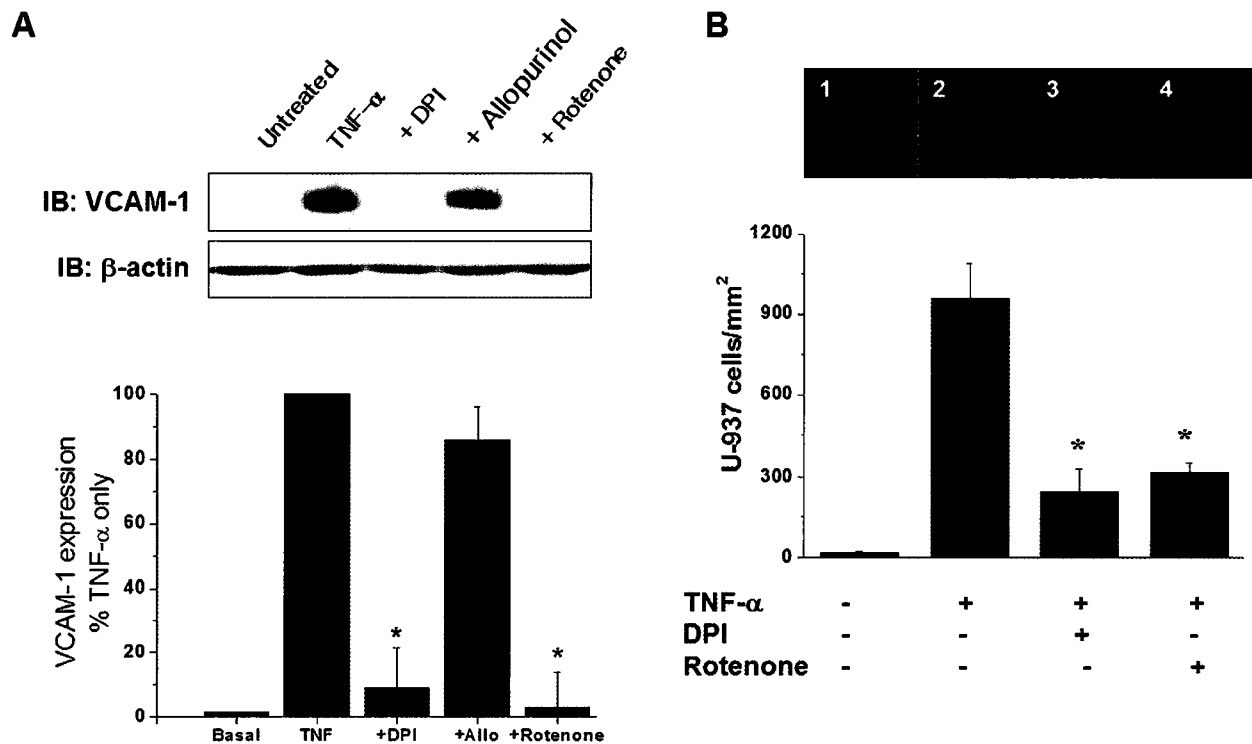 A
Untreated
TNF-α
+ DPI
+ Allopurinol
+ Rotenone
IB: VCAM-1
IB: β-actin
VCAM-1 expression
% TNF-α only
100
80
60
40
20
0
Basal TNF +DPI +Allo +Rotenone
*
*
B
1 2 3 4
U-937 cells/mm²
1200
900
600
300
0
*
*
TNF-α - + + +
DPI - - + -
Rotenone - - - +